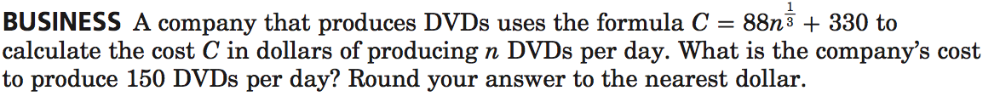 BUSINESS A company that produces DVDs uses the formula C = 88n^{1/3} + 330 to
calculate the cost C in dollars of producing n DVDs per day. What is the company’s cost
to produce 150 DVDs per day? Round your answer to the nearest dollar.